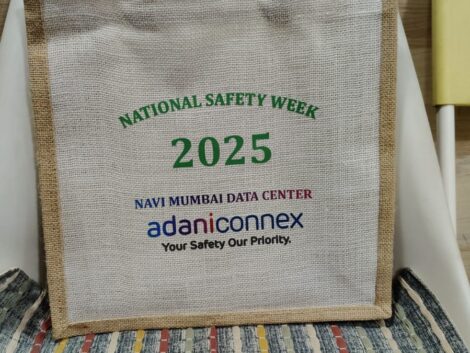 NATIONAL SAFETY WEEK
2025
NAVI MUMBAI DATA CENTER
adaniconnex
Your Safety Our Priority.